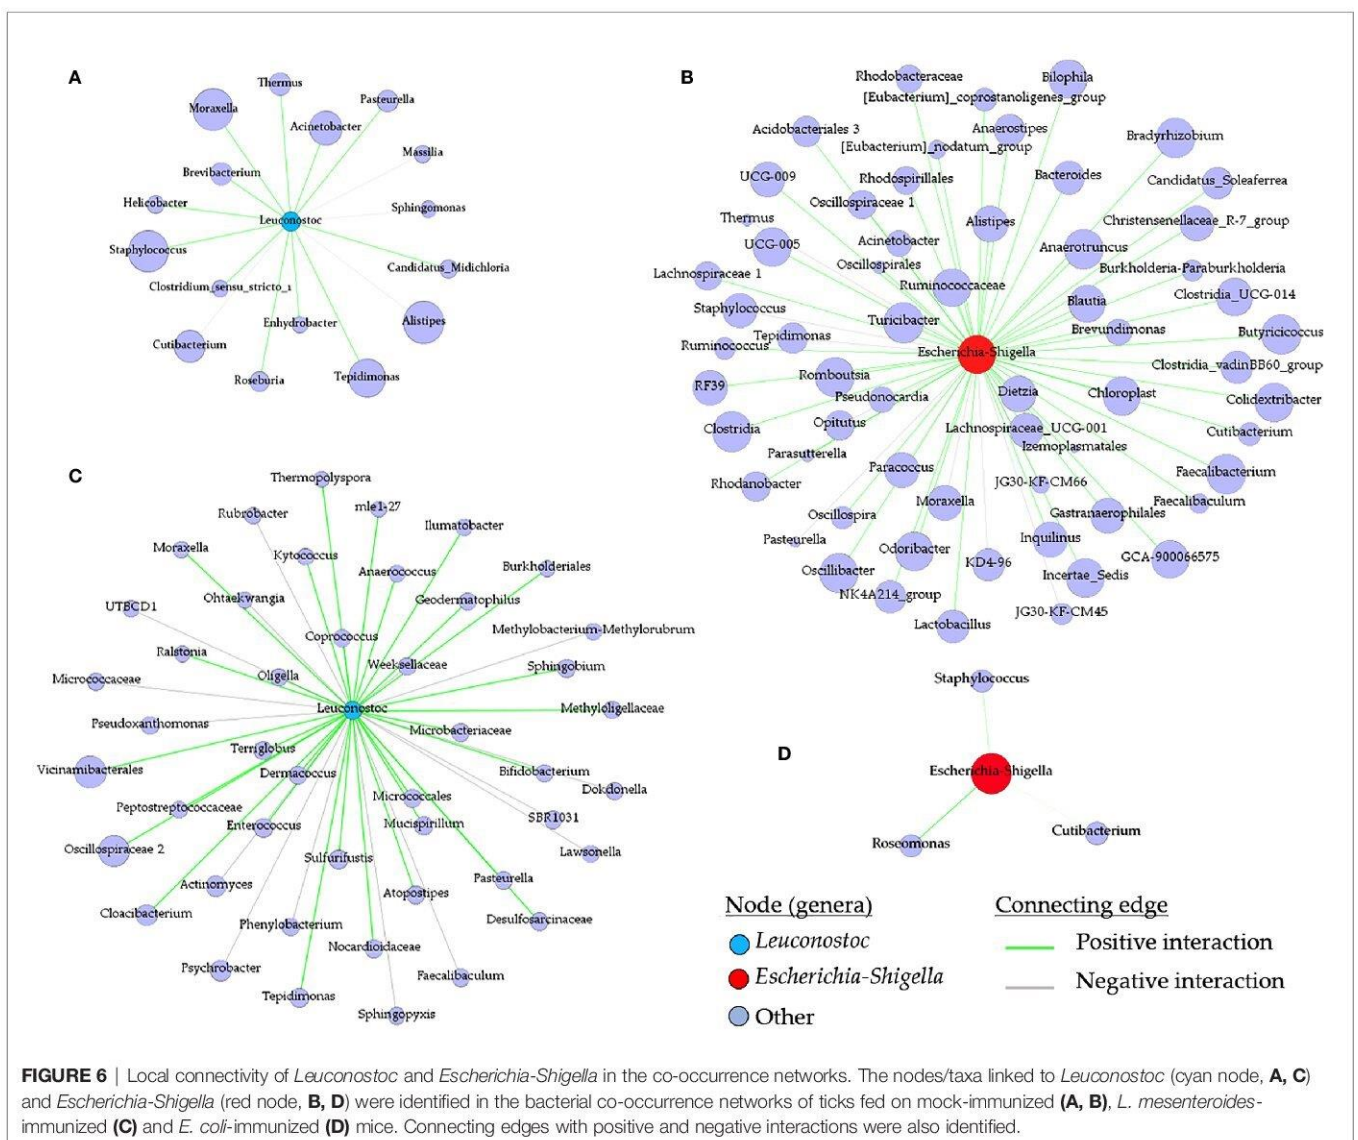 A
Thermus
Moraxella
Pasteurella
Acinetobacter
Massilia
Brevibacterium
Helicobacter
Sphingomonas
Leuconostoc
Staphylococcus
Candidatus_Midichloria
Clostridium_sensu_stricto_1
Enhydrobacter
Alistipes
Cutibacterium
Roseburia
Tepidimonas
B
Rhodobacteraceae
Bilophila
[Eubacterium]_coprostanoligenes_group
Acidobacteriales 3
Anaerostipes
Bradyrhizobium
[Eubacterium]_nodatum_group
UCG-009
Rhodospirillales
Bacteroides
Candidatus_Soleaferrea
Oscillospiraceae 1
Thermus
Alistipes
Christensenellaceae_R-7_group
UCG-005
Acinetobacter
Anaerotruncus
Oscillospirales
Lachnospiraceae 1
Burkholderia-Paraburkholderia
Ruminococcaceae
Clostridia_UCG-014
Staphylococcus
Blautia
Turicibacter
Tepidimonas
Brevundimonas
Butyricicoccus
Ruminococcus
Escherichia-Shigella
Clostridia_vadinBB60_group
RF39
Romboutsia
Dietzia
Chloroplast
Pseudonocardia
Colidextribacter
Clostridia
Opitutus
Lachnospiraceae_UCG-001
Cutibacterium
Izemoplasmatales
Parasutterella
Paracoccus
Faecalibacterium
Rhodanobacter
JG30-KF-CM66
Moraxella
Faecalibaculum
Oscillospira
Gastranaerophilales
Pasteurella
Inquilinus
Odoribacter
KD4-96
GCA-900066575
Oscillibacter
Incertae_Sedis
NK4A214_group
JG30-KF-CM45
Lactobacillus
C
Thermopolyspora
mle1-27
Rubrobacter
Ilumatobacter
Moraxella
Kytococcus
Anaerococcus
Burkholderiales
Ohtaekwangia
Geodermatophilus
UTBCD1
Coprococcus
Methylobacterium-Methylorubrum
Ralstonia
Weeksellaceae
Sphingobium
Oligella
Micrococcaceae
Leuconostoc
Methyloligellaceae
Pseudoxanthomonas
Microbacteriaceae
Terriglobus
Vicinamibacterales
Dermacoccus
Bifidobacterium
Dokdonella
Peptostreptococcaceae
Micrococcales
SBR1031
Enterococcus
Mucispirillum
Oscillospiraceae 2
Sulfurifustis
Lawsonella
Actinomyces
Pasteurella
Atopostipes
Cloacibacterium
Desulfosarcinaceae
Phenylobacterium
Nocardioidaceae
Psychrobacter
Faecalibaculum
Tepidimonas
Sphingopyxis
Staphylococcus
D
Escherichia-Shigella
Roseomonas
Cutibacterium
Node (genera)
Leuconostoc
Escherichia-Shigella
Other
Connecting edge
Positive interaction
Negative interaction
FIGURE 6 | Local connectivity of Leuconostoc and Escherichia-Shigella in the co-occurrence networks. The nodes/taxa linked to Leuconostoc (cyan node, A, C)
and Escherichia-Shigella (red node, B, D) were identified in the bacterial co-occurrence networks of ticks fed on mock-immunized (A, B), L. mesenteroides-
immunized (C) and E. coli-immunized (D) mice. Connecting edges with positive and negative interactions were also identified.